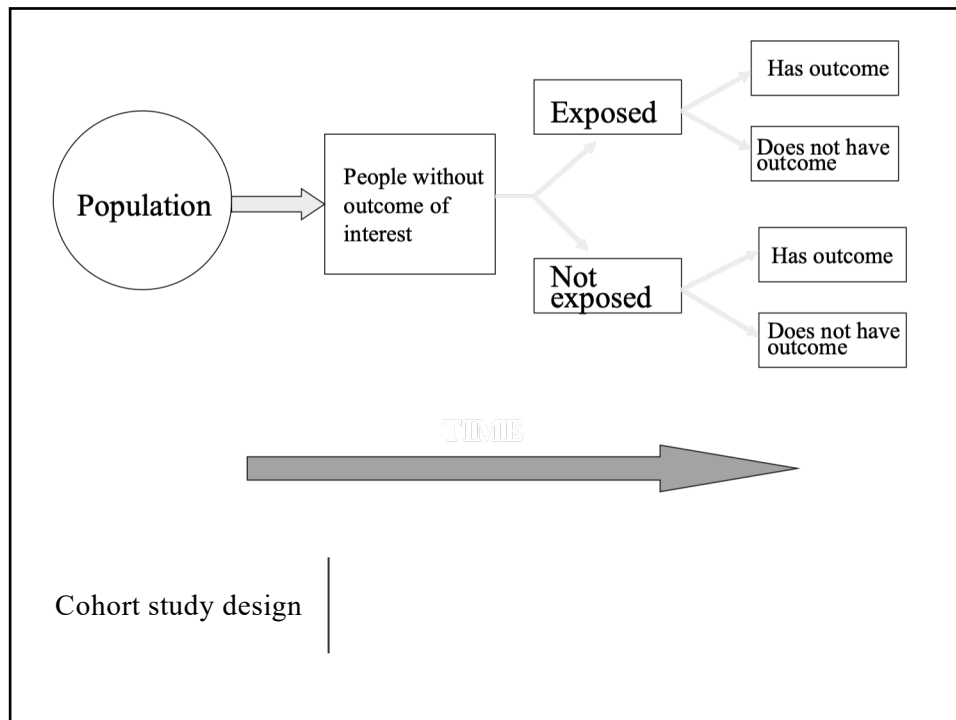 Population
People without
outcome of
interest
Exposed
Not
exposed
Has outcome
Does not have
outcome
Has outcome
Does not have
outcome
TIME
Cohort study design